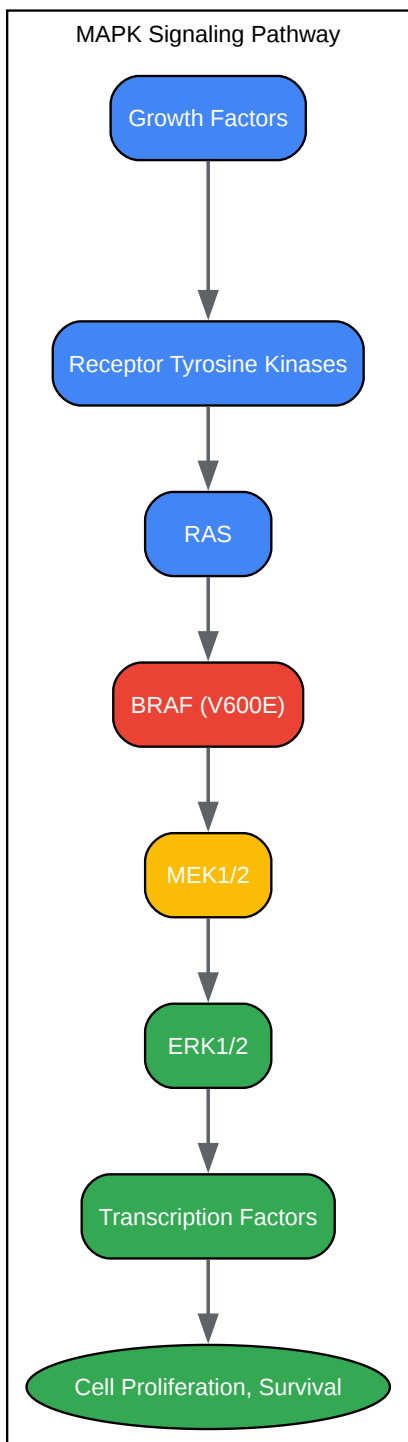 MAPK Signaling Pathway
Growth Factors
Receptor Tyrosine Kinases
RAS
BRAF (V600E)
MEK1/2
ERK1/2
Transcription Factors
Cell Proliferation, Survival